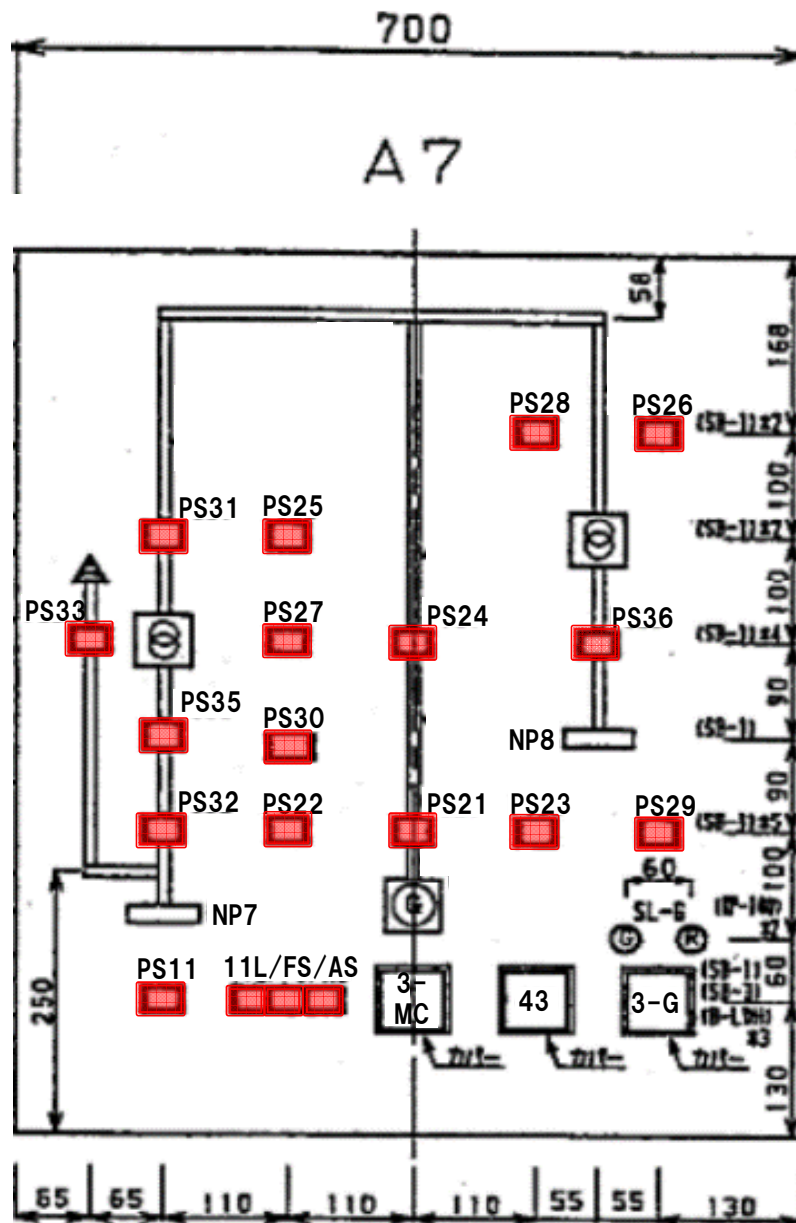 700
A7
58
168
PS28
PS26
(SB-1)×2
100
PS31
PS25
(SB-1)×2
100
PS33
PS27
PS24
PS36
(SB-1)×4
90
PS35
PS30
NP8
(SB-1)
90
PS32
PS22
PS21
PS23
PS29
(SB-1)×5
100
60
SL-G
NP7
G
G
R
60
PS11
11L/FS/AS
3-
MC
43
3-G
(SB-1)
250
カバー
カバー
カバー
×3
130
65
65
110
110
110
55
55
130